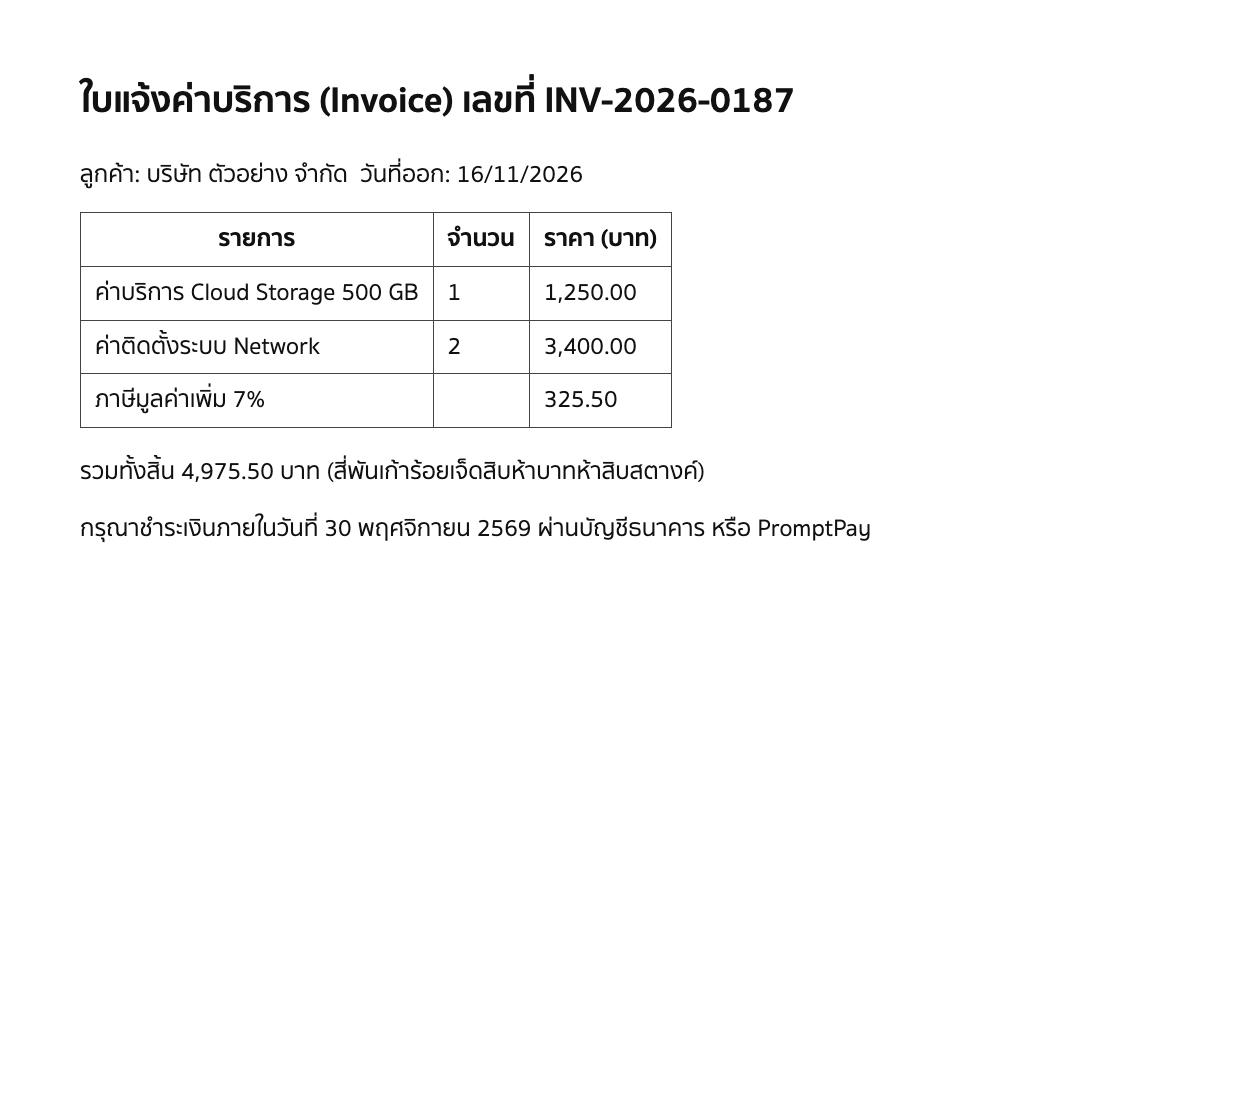 ใบแจ้งค่าบริการ (Invoice) เลขที่ INV-2026-0187
ลูกค้า: บริษัท ตัวอย่าง จำกัด วันที่ออก: 16/11/2026
รายการ จำนวน ราคา (บาท)
ค่าบริการ Cloud Storage 500 GB 1 1,250.00
ค่าติดตั้งระบบ Network 2 3,400.00
ภาษีมูลค่าเพิ่ม 7% 325.50
รวมทั้งสิ้น 4,975.50 บาท (สี่พันเก้าร้อยเจ็ดสิบห้าบาทห้าสิบสตางค์)
กรุณาชำระเงินภายในวันที่ 30 พฤศจิกายน 2569 ผ่านบัญชีธนาคาร หรือ PromptPay